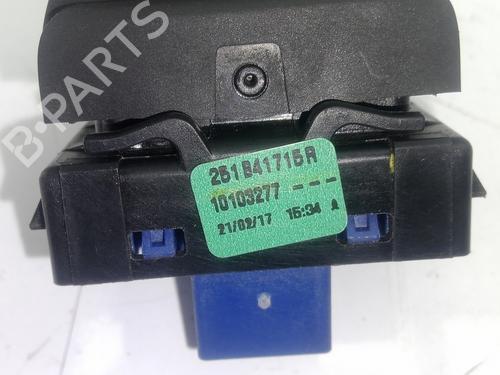 B-PARTS
251B41715R
10103277 ---
21/02/17 15:34 A